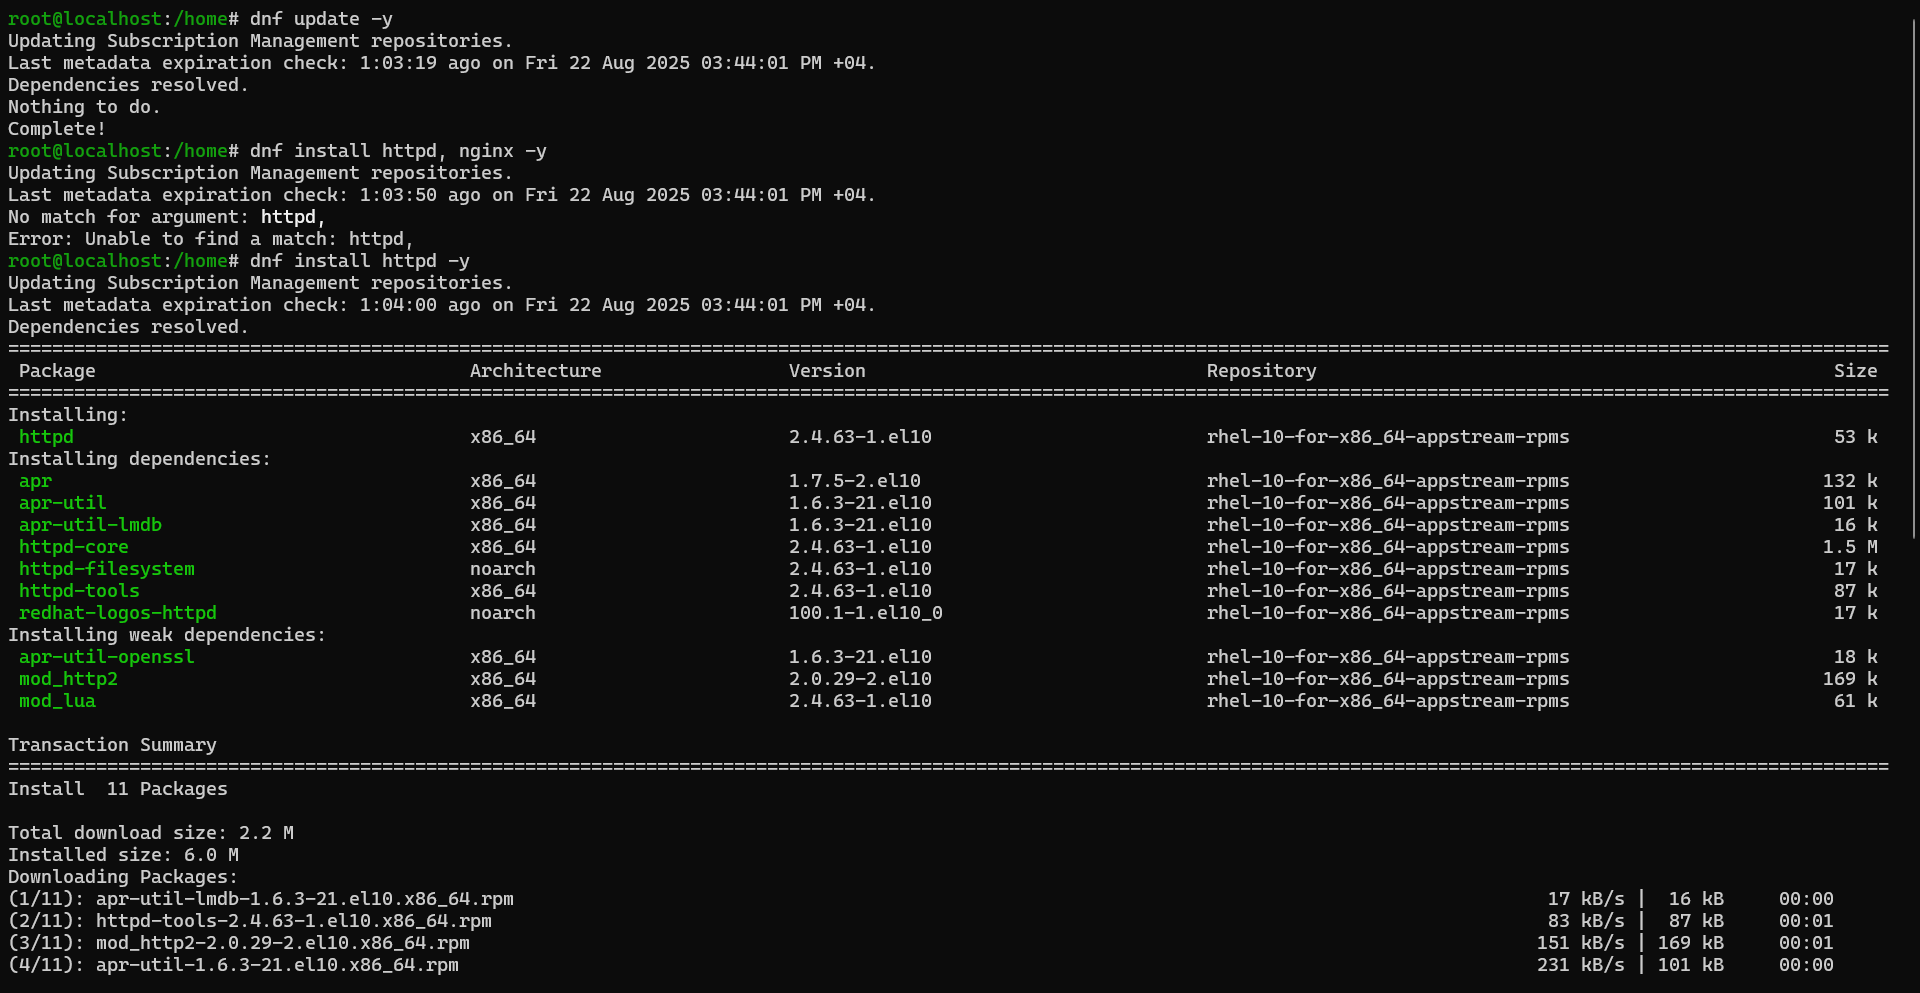 root@localhost:/home# dnf update -y
Updating Subscription Management repositories.
Last metadata expiration check: 1:03:19 ago on Fri 22 Aug 2025 03:44:01 PM +04.
Dependencies resolved.
Nothing to do.
Complete!
root@localhost:/home# dnf install httpd, nginx -y
Updating Subscription Management repositories.
Last metadata expiration check: 1:03:50 ago on Fri 22 Aug 2025 03:44:01 PM +04.
No match for argument: httpd,
Error: Unable to find a match: httpd,
root@localhost:/home# dnf install httpd -y
Updating Subscription Management repositories.
Last metadata expiration check: 1:04:00 ago on Fri 22 Aug 2025 03:44:01 PM +04.
Dependencies resolved.
===========================================================================================================================================================================
Package Architecture Version Repository Size
===========================================================================================================================================================================
Installing:
httpd x86_64 2.4.63-1.el10 rhel-10-for-x86_64-appstream-rpms 53 k
Installing dependencies:
apr x86_64 1.7.5-2.el10 rhel-10-for-x86_64-appstream-rpms 132 k
apr-util x86_64 1.6.3-21.el10 rhel-10-for-x86_64-appstream-rpms 101 k
apr-util-lmdb x86_64 1.6.3-21.el10 rhel-10-for-x86_64-appstream-rpms 16 k
httpd-core x86_64 2.4.63-1.el10 rhel-10-for-x86_64-appstream-rpms 1.5 M
httpd-filesystem noarch 2.4.63-1.el10 rhel-10-for-x86_64-appstream-rpms 17 k
httpd-tools x86_64 2.4.63-1.el10 rhel-10-for-x86_64-appstream-rpms 87 k
redhat-logos-httpd noarch 100.1-1.el10_0 rhel-10-for-x86_64-appstream-rpms 17 k
Installing weak dependencies:
apr-util-openssl x86_64 1.6.3-21.el10 rhel-10-for-x86_64-appstream-rpms 18 k
mod_http2 x86_64 2.0.29-2.el10 rhel-10-for-x86_64-appstream-rpms 169 k
mod_lua x86_64 2.4.63-1.el10 rhel-10-for-x86_64-appstream-rpms 61 k
Transaction Summary
===========================================================================================================================================================================
Install 11 Packages
Total download size: 2.2 M
Installed size: 6.0 M
Downloading Packages:
(1/11): apr-util-lmdb-1.6.3-21.el10.x86_64.rpm 17 kB/s | 16 kB 00:00
(2/11): httpd-tools-2.4.63-1.el10.x86_64.rpm 83 kB/s | 87 kB 00:01
(3/11): mod_http2-2.0.29-2.el10.x86_64.rpm 151 kB/s | 169 kB 00:01
(4/11): apr-util-1.6.3-21.el10.x86_64.rpm 231 kB/s | 101 kB 00:00